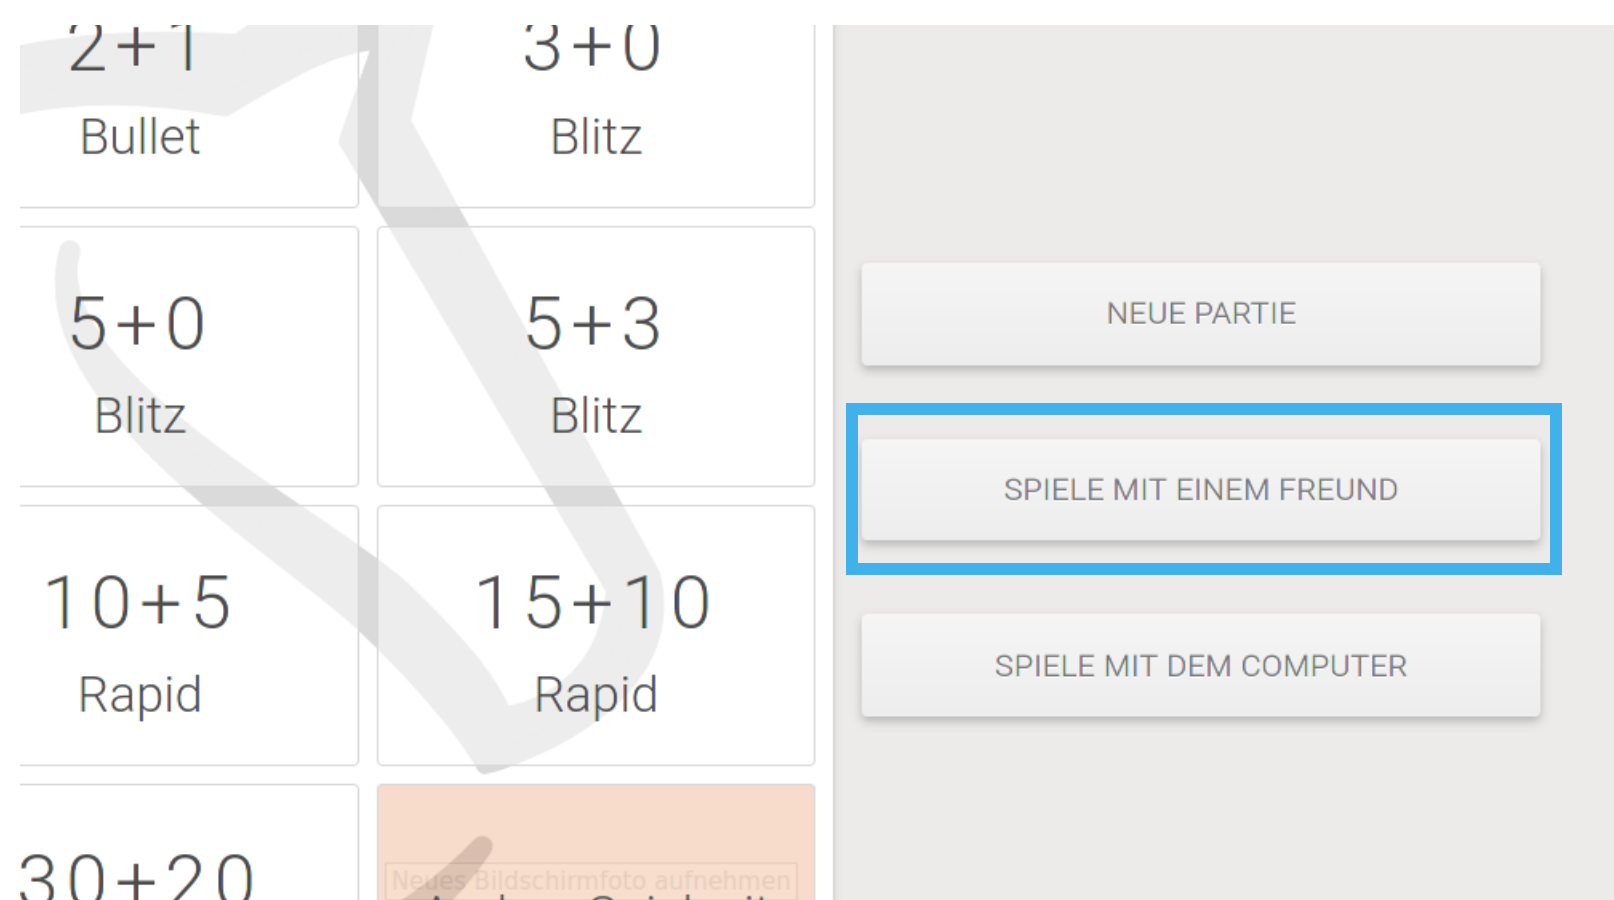 2+1
Bullet
3+0
Blitz
5+0
Blitz
5+3
Blitz
10+5
Rapid
15+10
Rapid
30+20
Neues Bildschirmfoto aufnehmen
NEUE PARTIE
SPIELE MIT EINEM FREUND
SPIELE MIT DEM COMPUTER